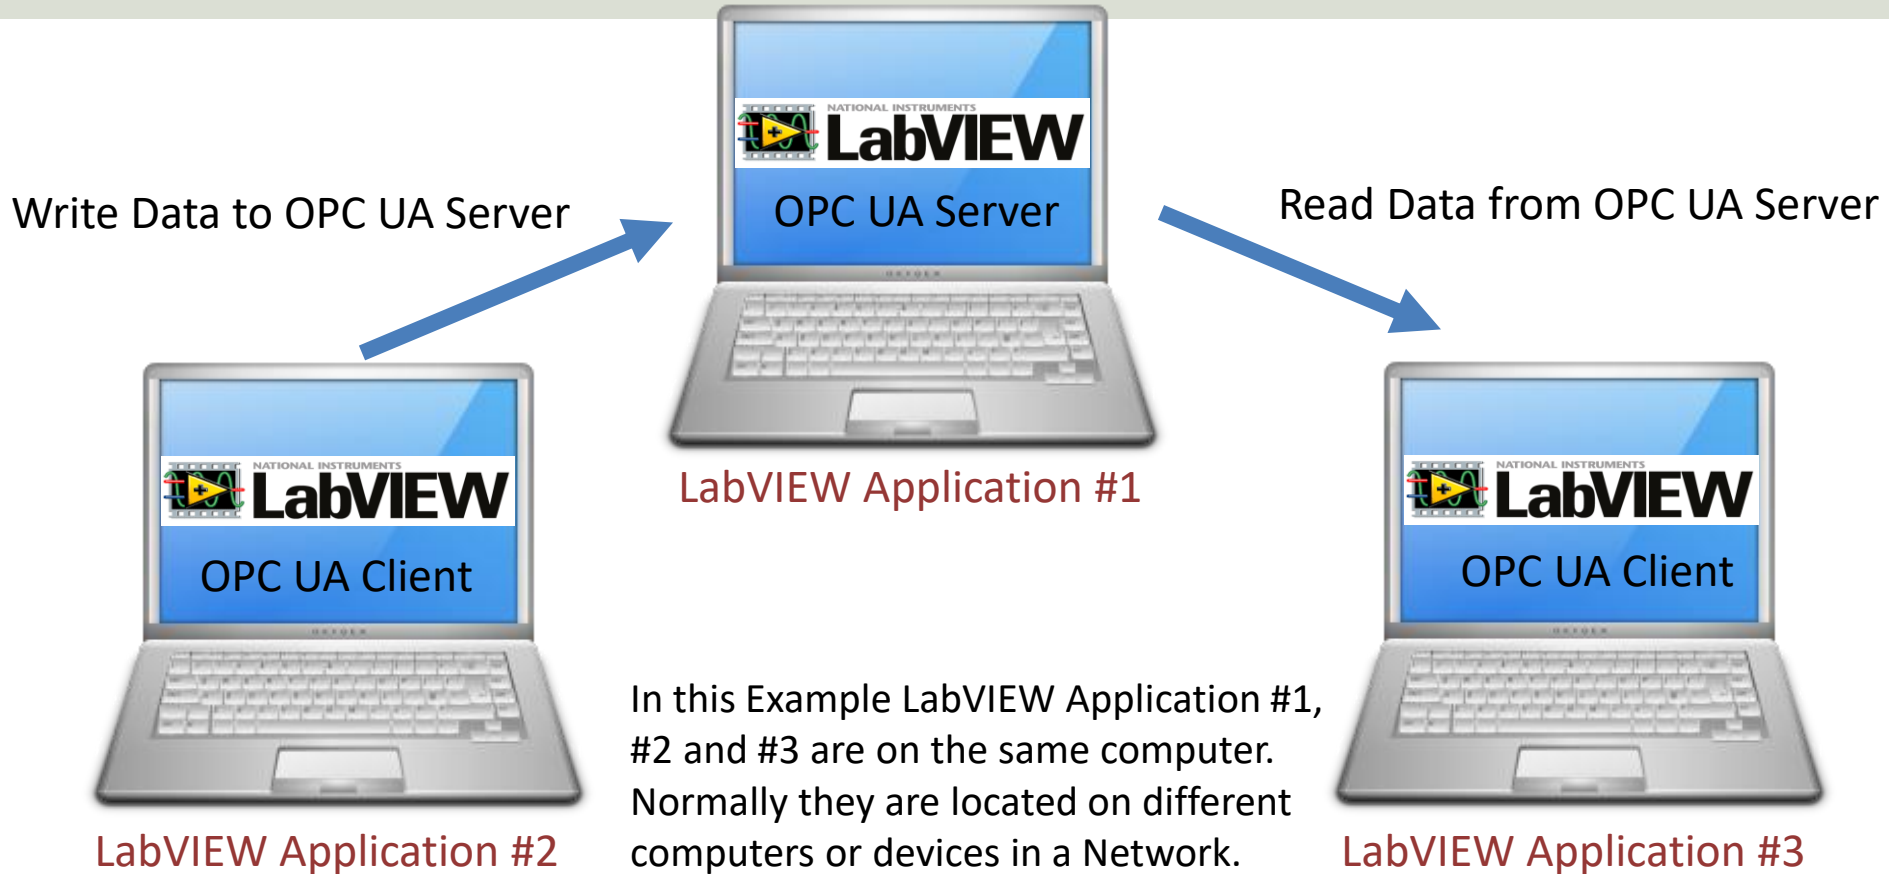 NATIONAL INSTRUMENTS
LabVIEW
OPC UA Server
Write Data to OPC UA Server
Read Data from OPC UA Server
OXYGEN
LabVIEW Application #1
NATIONAL INSTRUMENTS
LabVIEW
OPC UA Client
OXYGEN
LabVIEW Application #2
In this Example LabVIEW Application #1,
#2 and #3 are on the same computer.
Normally they are located on different
computers or devices in a Network.
NATIONAL INSTRUMENTS
LabVIEW
OPC UA Client
OXYGEN
LabVIEW Application #3